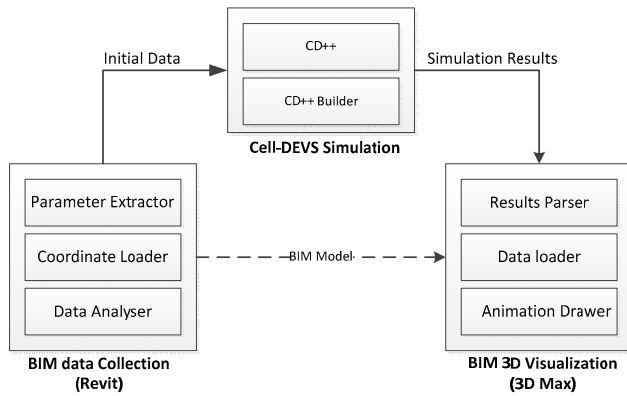 CD++
CD++ Builder
Cell-DEVS Simulation
Initial Data
Simulation Results
Parameter Extractor
Coordinate Loader
Data Analyser
BIM data Collection
(Revit)
BIM Model
Results Parser
Data loader
Animation Drawer
BIM 3D Visualization
(3D Max)